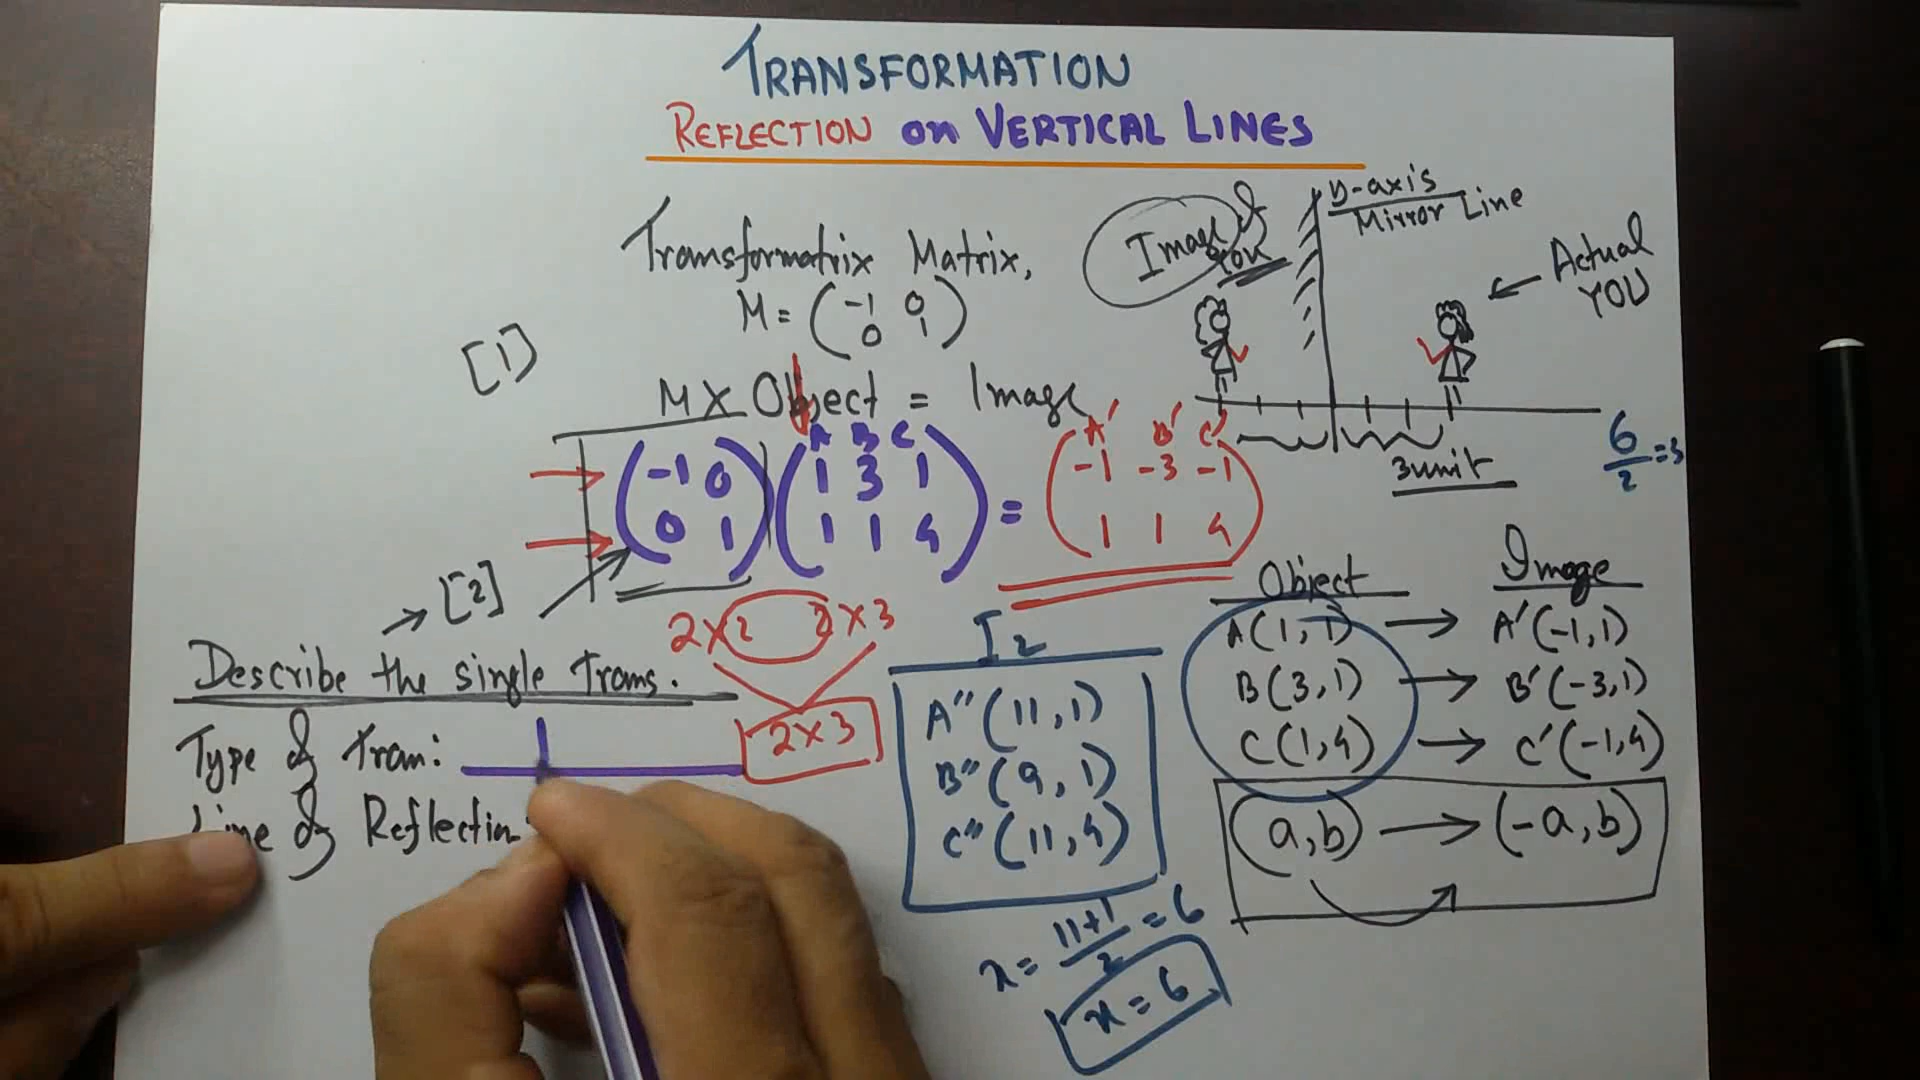 TRANSFORMATION
REFLECTION on VERTICAL LINES
Transformatrix Matrix,
M = (-1 0
0 1)
[1]
M X Object = Image
A B C
A' B' C'
(-1 0) (1 3 1) = (-1 -3 -1)
(0 1) (1 1 4) (1 1 4)
[2]
2x2 2x3
2x3
Describe the single Trans.
Type of Tran:
Line of Reflectin
Image of YOU
y-axis
Mirror Line
Actual YOU
3unit
6/2=3
I2
A''(11,1)
B''(9,1)
C''(11,4)
x = 11+1/2 = 6
x = 6
Object Image
A(1,1) → A'(-1,1)
B(3,1) → B'(-3,1)
C(1,4) → C'(-1,4)
(a,b) → (-a,b)